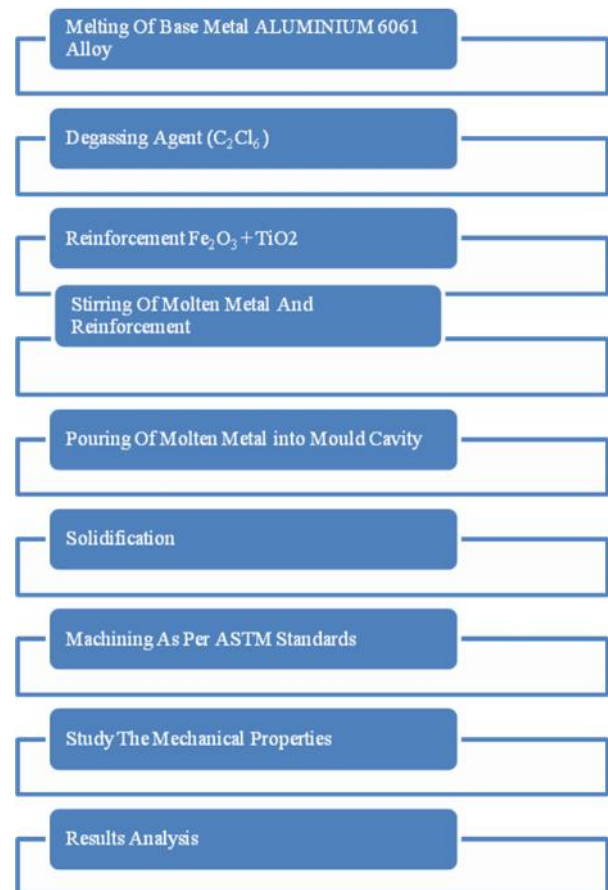 Melting Of Base Metal ALUMINIUM 6061
Alloy
Degassing Agent (C₂Cl₆)
Reinforcement Fe₂O₃ + TiO2
Stirring Of Molten Metal And
Reinforcement
Pouring Of Molten Metal into Mould Cavity
Solidification
Machining As Per ASTM Standards
Study The Mechanical Properties
Results Analysis